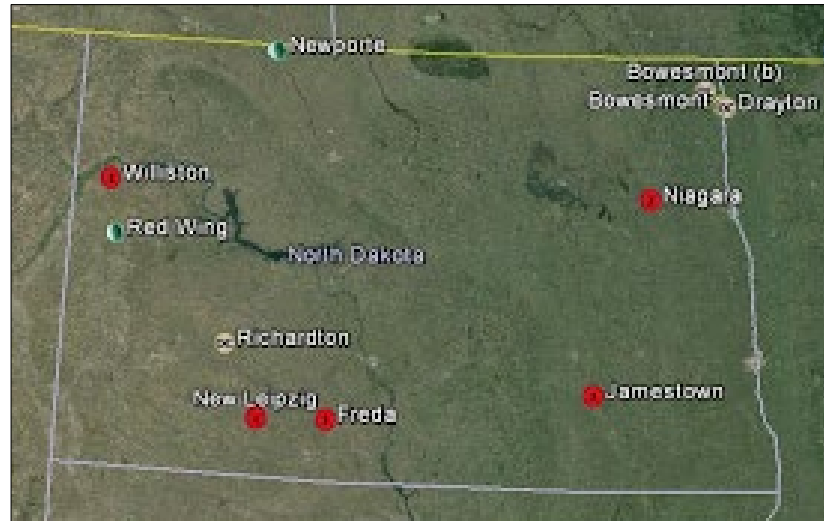 Newporte
Bowesmont (b)
Bowesmont
Drayton
Williston
Niagara
Red Wing
North Dakota
Richardton
New Leipzig
Freda
Jamestown